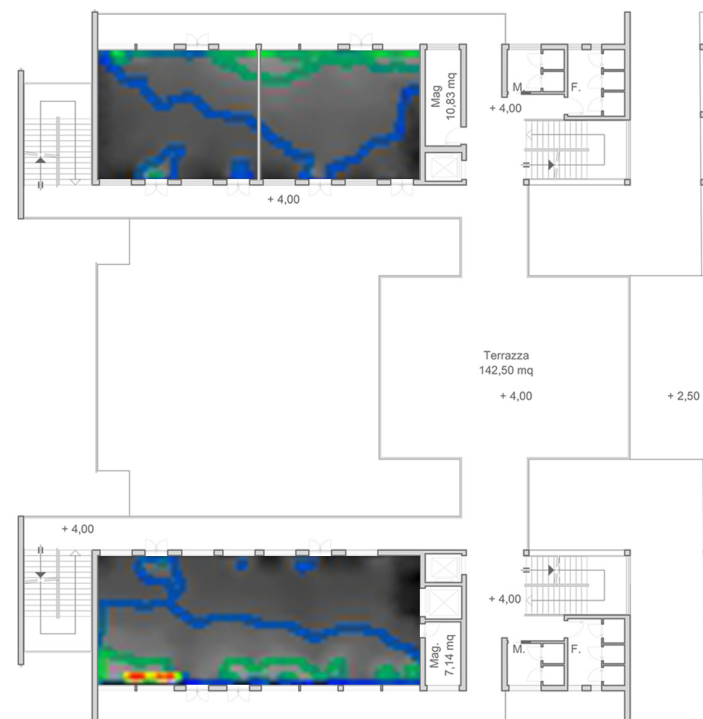 Mag
10,83 mq
M.
F.
+ 4,00
+ 4,00
Terrazza
142,50 mq
+ 4,00
+ 2,50
+ 4,00
+ 4,00
Mag.
7,14 mq
M.
F.